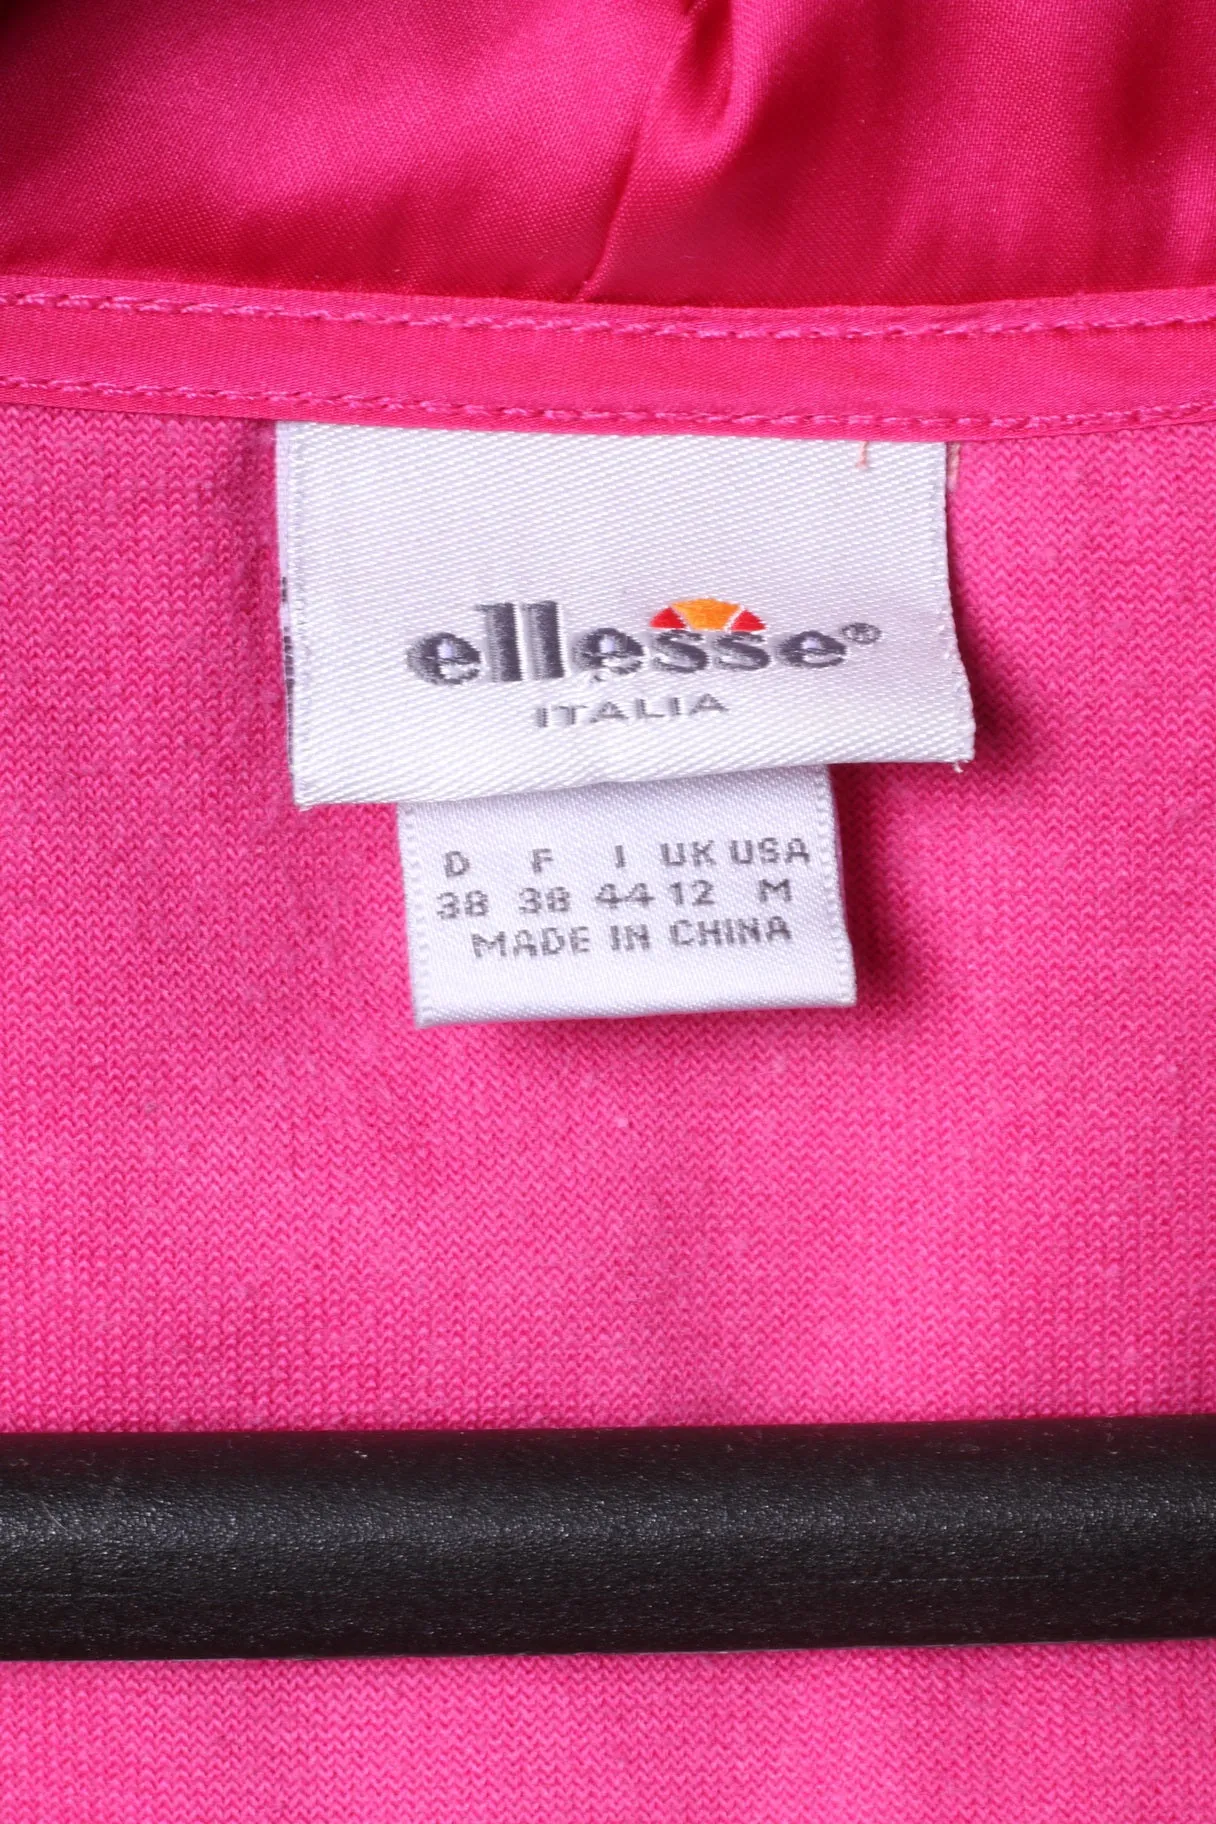 ellesse®
ITALIA
D F I UK USA
38 38 44 12 M
MADE IN CHINA